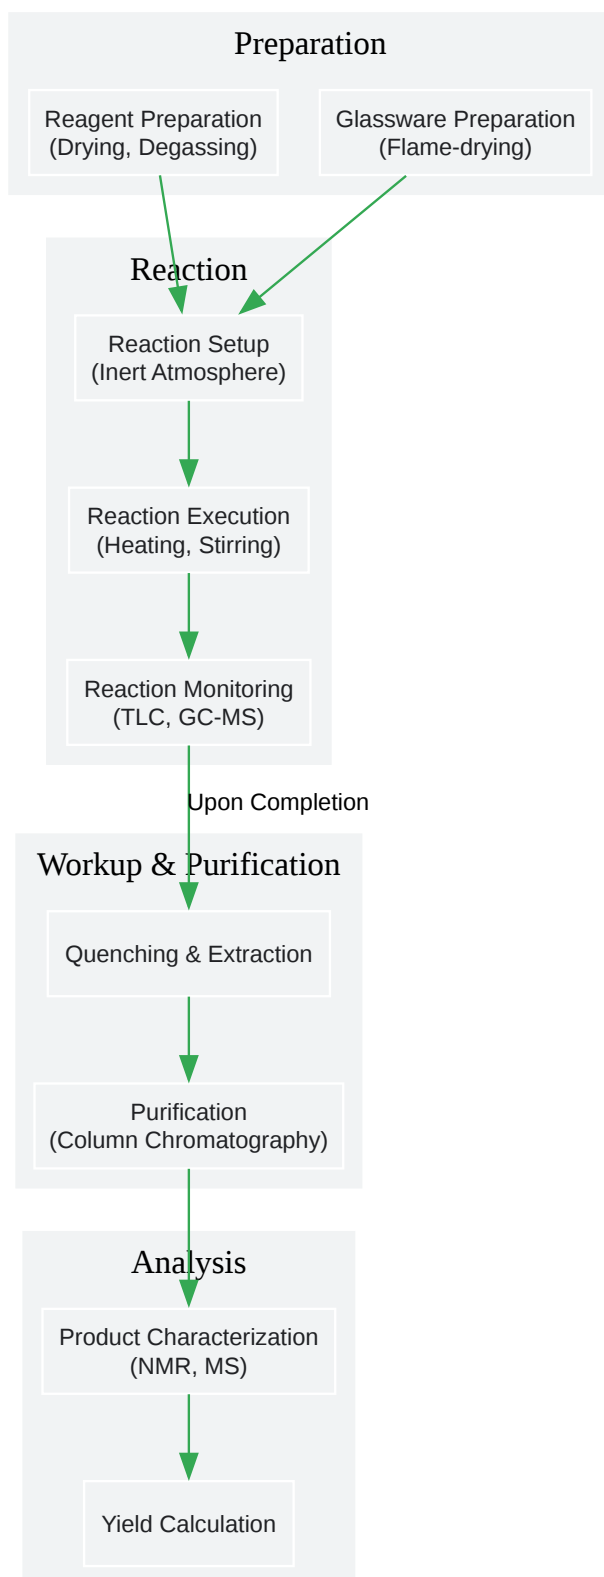 Preparation
Reagent Preparation
(Drying, Degassing)
Glassware Preparation
(Flame-drying)
Reaction
Reaction Setup
(Inert Atmosphere)
Reaction Execution
(Heating, Stirring)
Reaction Monitoring
(TLC, GC-MS)
Upon Completion
Workup & Purification
Quenching & Extraction
Purification
(Column Chromatography)
Analysis
Product Characterization
(NMR, MS)
Yield Calculation